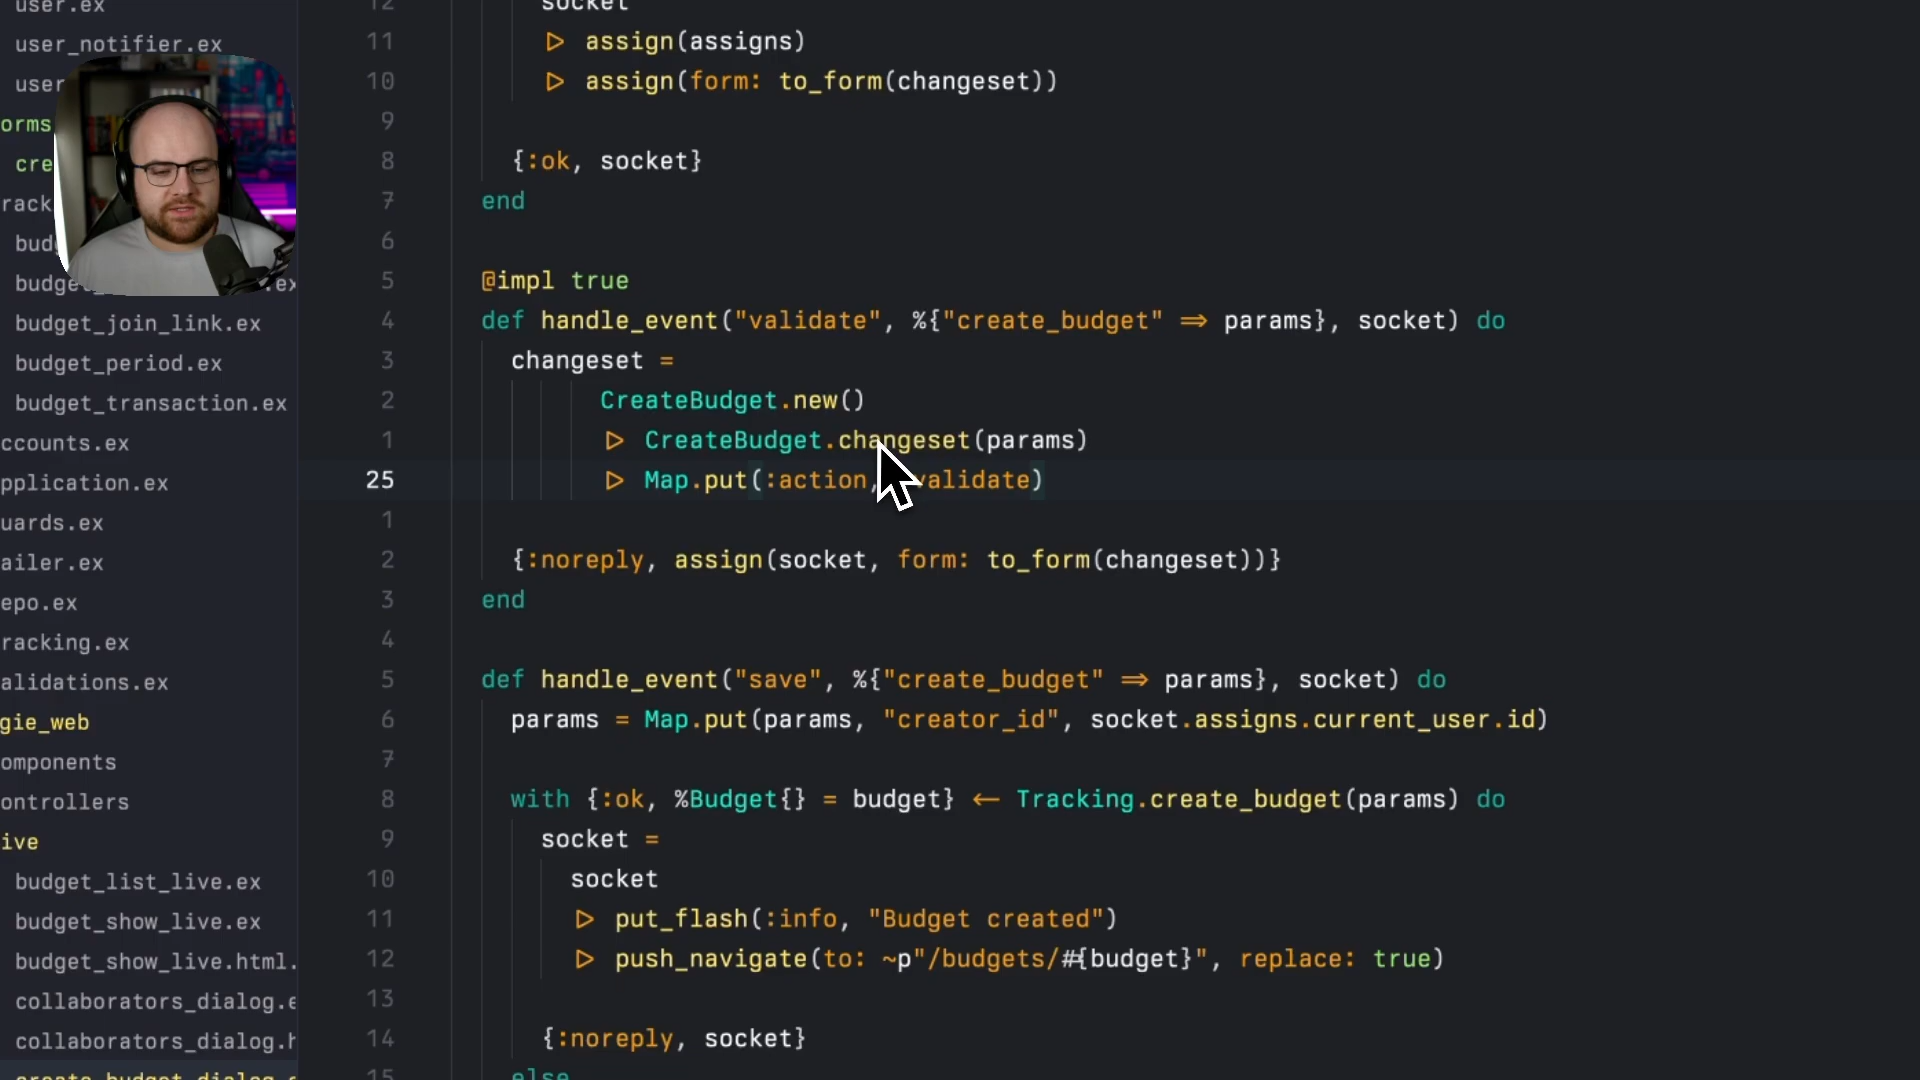 user.ex
user_notifier.ex
user
orms
cre
rack
budg
budge
ex
budget_join_link.ex
budget_period.ex
budget_transaction.ex
ccounts.ex
pplication.ex
uards.ex
ailer.ex
epo.ex
racking.ex
alidations.ex
gie_web
omponents
ontrollers
ive
budget_list_live.ex
budget_show_live.ex
budget_show_live.html.
collaborators_dialog.e
collaborators_dialog.h
create_budget_dialog.
12 socket
11 ▷ assign(assigns)
10 ▷ assign(form: to_form(changeset))
9
8 {:ok, socket}
7 end
6
5 @impl true
4 def handle_event("validate", %{"create_budget" => params}, socket) do
3 changeset =
2 CreateBudget.new()
1 ▷ CreateBudget.changeset(params)
25 ▷ Map.put(:action, validate)
1
2 {:noreply, assign(socket, form: to_form(changeset))}
3 end
4
5 def handle_event("save", %{"create_budget" => params}, socket) do
6 params = Map.put(params, "creator_id", socket.assigns.current_user.id)
7
8 with {:ok, %Budget{} = budget} <- Tracking.create_budget(params) do
9 socket =
10 socket
11 ▷ put_flash(:info, "Budget created")
12 ▷ push_navigate(to: ~p"/budgets/#{budget}", replace: true)
13
14 {:noreply, socket}
15 else